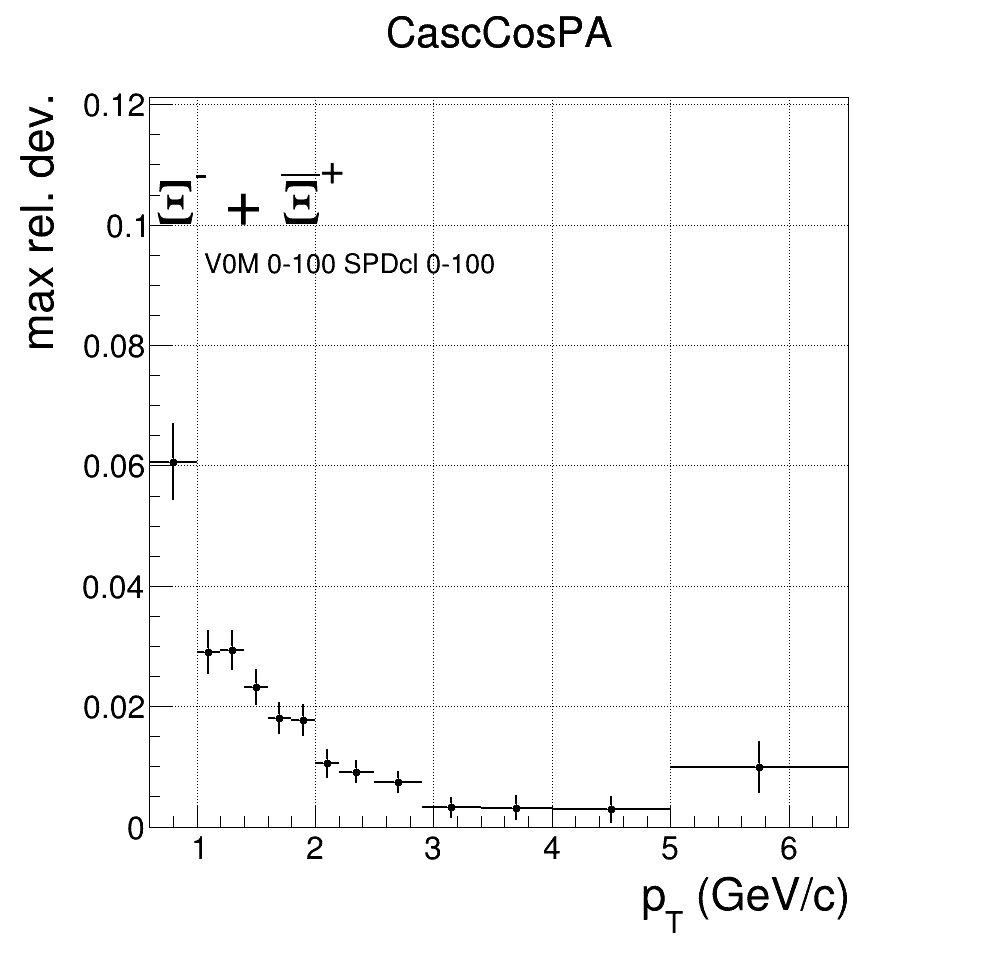 CascCosPA
max rel. dev.
0.12
0.1
0.08
0.06
0.04
0.02
0
Ξ⁻ + Ξ̅⁺
V0M 0-100 SPDcl 0-100
1 2 3 4 5 6
p_T (GeV/c)